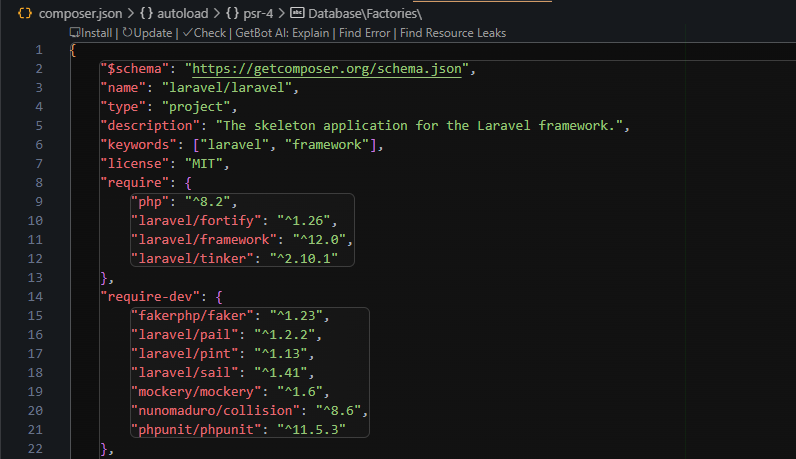 composer.json > {} autoload > {} psr-4 > Database\Factories\
Install | Update | ✓Check | GetBot AI: Explain | Find Error | Find Resource Leaks
1 {
2 "$schema": "https://getcomposer.org/schema.json",
3 "name": "laravel/laravel",
4 "type": "project",
5 "description": "The skeleton application for the Laravel framework.",
6 "keywords": ["laravel", "framework"],
7 "license": "MIT",
8 "require": {
9 "php": "^8.2",
10 "laravel/fortify": "^1.26",
11 "laravel/framework": "^12.0",
12 "laravel/tinker": "^2.10.1"
13 },
14 "require-dev": {
15 "fakerphp/faker": "^1.23",
16 "laravel/pail": "^1.2.2",
17 "laravel/pint": "^1.13",
18 "laravel/sail": "^1.41",
19 "mockery/mockery": "^1.6",
20 "nunomaduro/collision": "^8.6",
21 "phpunit/phpunit": "^11.5.3"
22 },